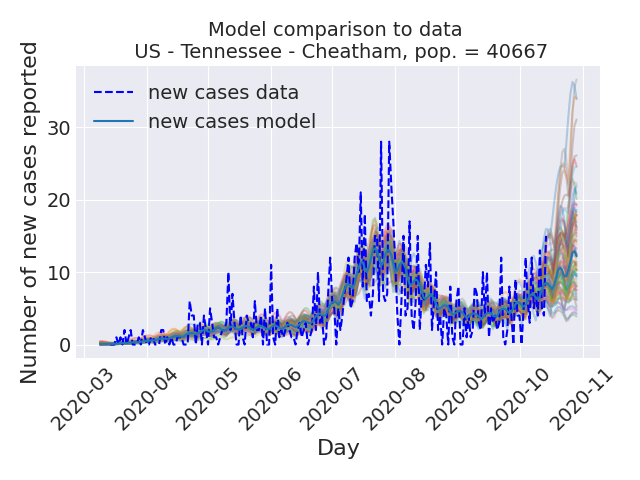 Model comparison to data
US - Tennessee - Cheatham, pop. = 40667
Number of new cases reported
new cases data
new cases model
30
20
10
0
2020-03
2020-04
2020-05
2020-06
2020-07
2020-08
2020-09
2020-10
2020-11
Day